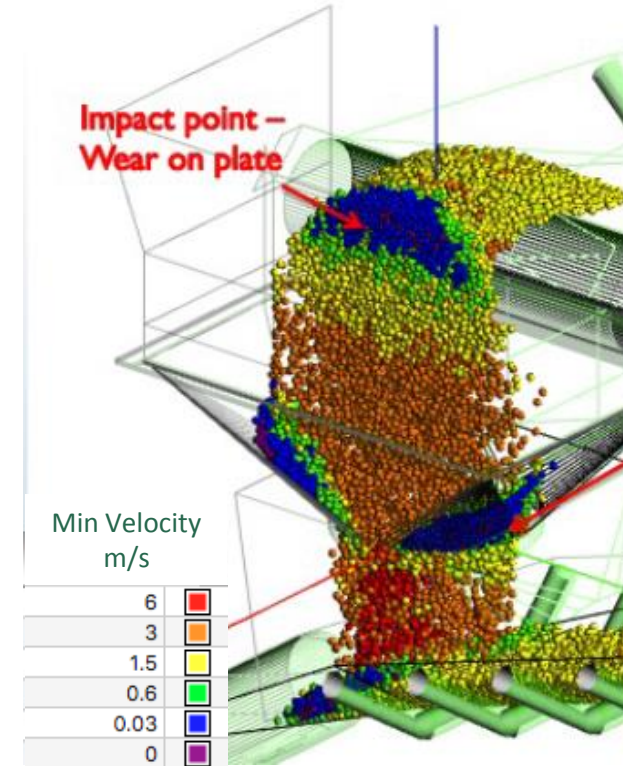 Impact point –
Wear on plate
Min Velocity
m/s
6
3
1.5
0.6
0.03
0